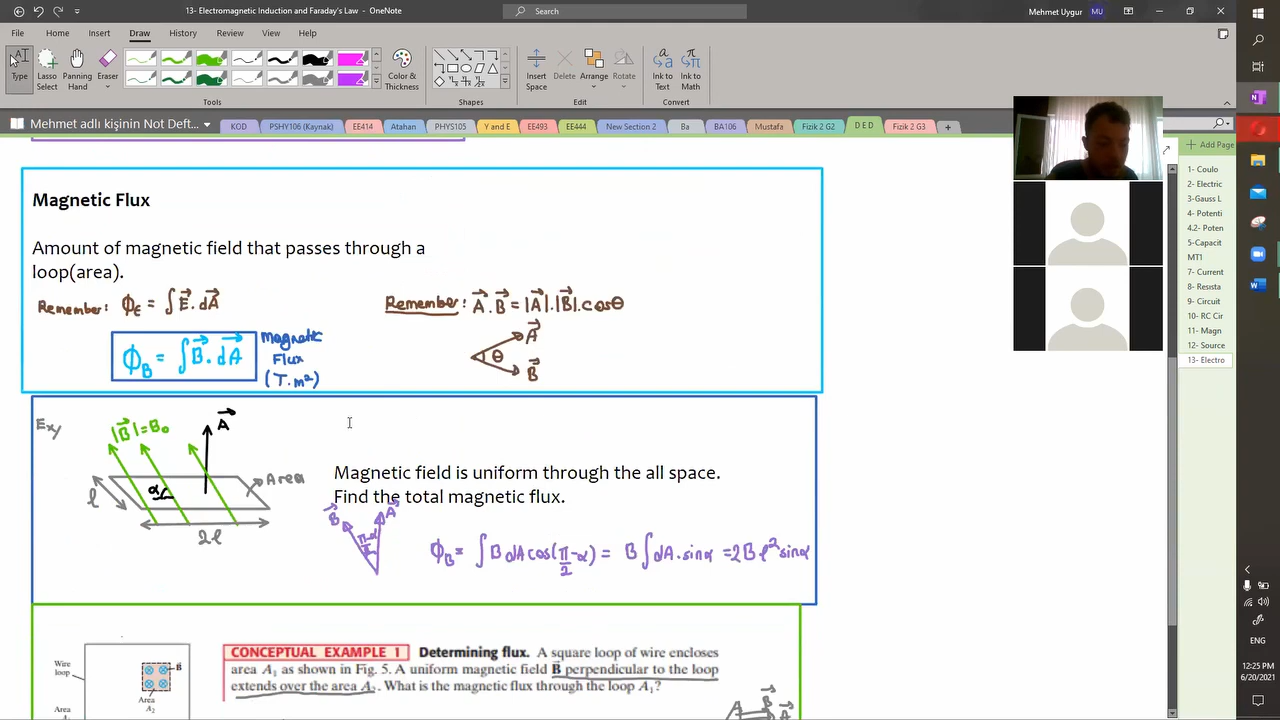 13- Electromagnetic Induction and Faraday's Law - OneNote
Search
Mehmet Uygur
MU
File
Home
Insert
Draw
History
Review
View
Help
Type
Lasso Select
Panning Hand
Eraser
Color & Thickness
Insert Space
Delete
Arrange
Rotate
Ink to Text
Ink to Math
Tools
Shapes
Edit
Convert
Mehmet adlı kişinin Not Deft...
KOD
PHSY106 (Kaynak)
EE414
Atahan
PHYS105
Y and E
EE493
EE444
New Section 2
Ba
BA106
Mustafa
Fizik 2 G2
D E D
Fizik 2 G3
Add Page
1- Coulo
2- Electric
3-Gauss L
4- Potenti
4.2- Poten
5-Capacit
MT1
7- Current
8- Resista
9- Circuit
10- RC Cir
11- Magn
12- Source
13- Electro
Magnetic Flux
Amount of magnetic field that passes through a
loop(area).
Remember: ϕ_E = ∫E⃗.dA⃗
Remember: A⃗.B⃗ = |A⃗|.|B⃗|.cosθ
ϕ_B = ∫B⃗.dA⃗
Magnetic
Flux
(T.m²)
A⃗
θ
B⃗
Ex/
|B⃗| = B₀
A⃗
Area
α
l
2l
Magnetic field is uniform through the all space.
Find the total magnetic flux.
B⃗
A⃗
π/2-α
ϕ_B = ∫B dA cos(π/2-α) = B∫dA.sinα = 2Bl²sinα
CONCEPTUAL EXAMPLE 1 Determining flux. A square loop of wire encloses
area A₁ as shown in Fig. 5. A uniform magnetic field B⃗ perpendicular to the loop
extends over the area A₂. What is the magnetic flux through the loop A₁?
Wire
loop
B⃗
Area
A₂
Area
B⃗
A⃗
ENG
12:25 PM
6/20/2021